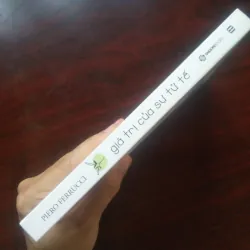 PIERO FERRUCCI
giá trị của sự tử tế